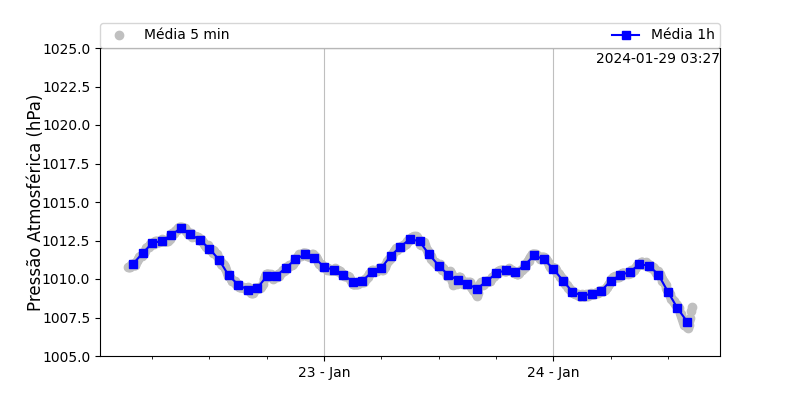 Média 5 min
Média 1h
2024-01-29 03:27
Pressão Atmosférica (hPa)
1025.0
1022.5
1020.0
1017.5
1015.0
1012.5
1010.0
1007.5
1005.0
23 - Jan
24 - Jan